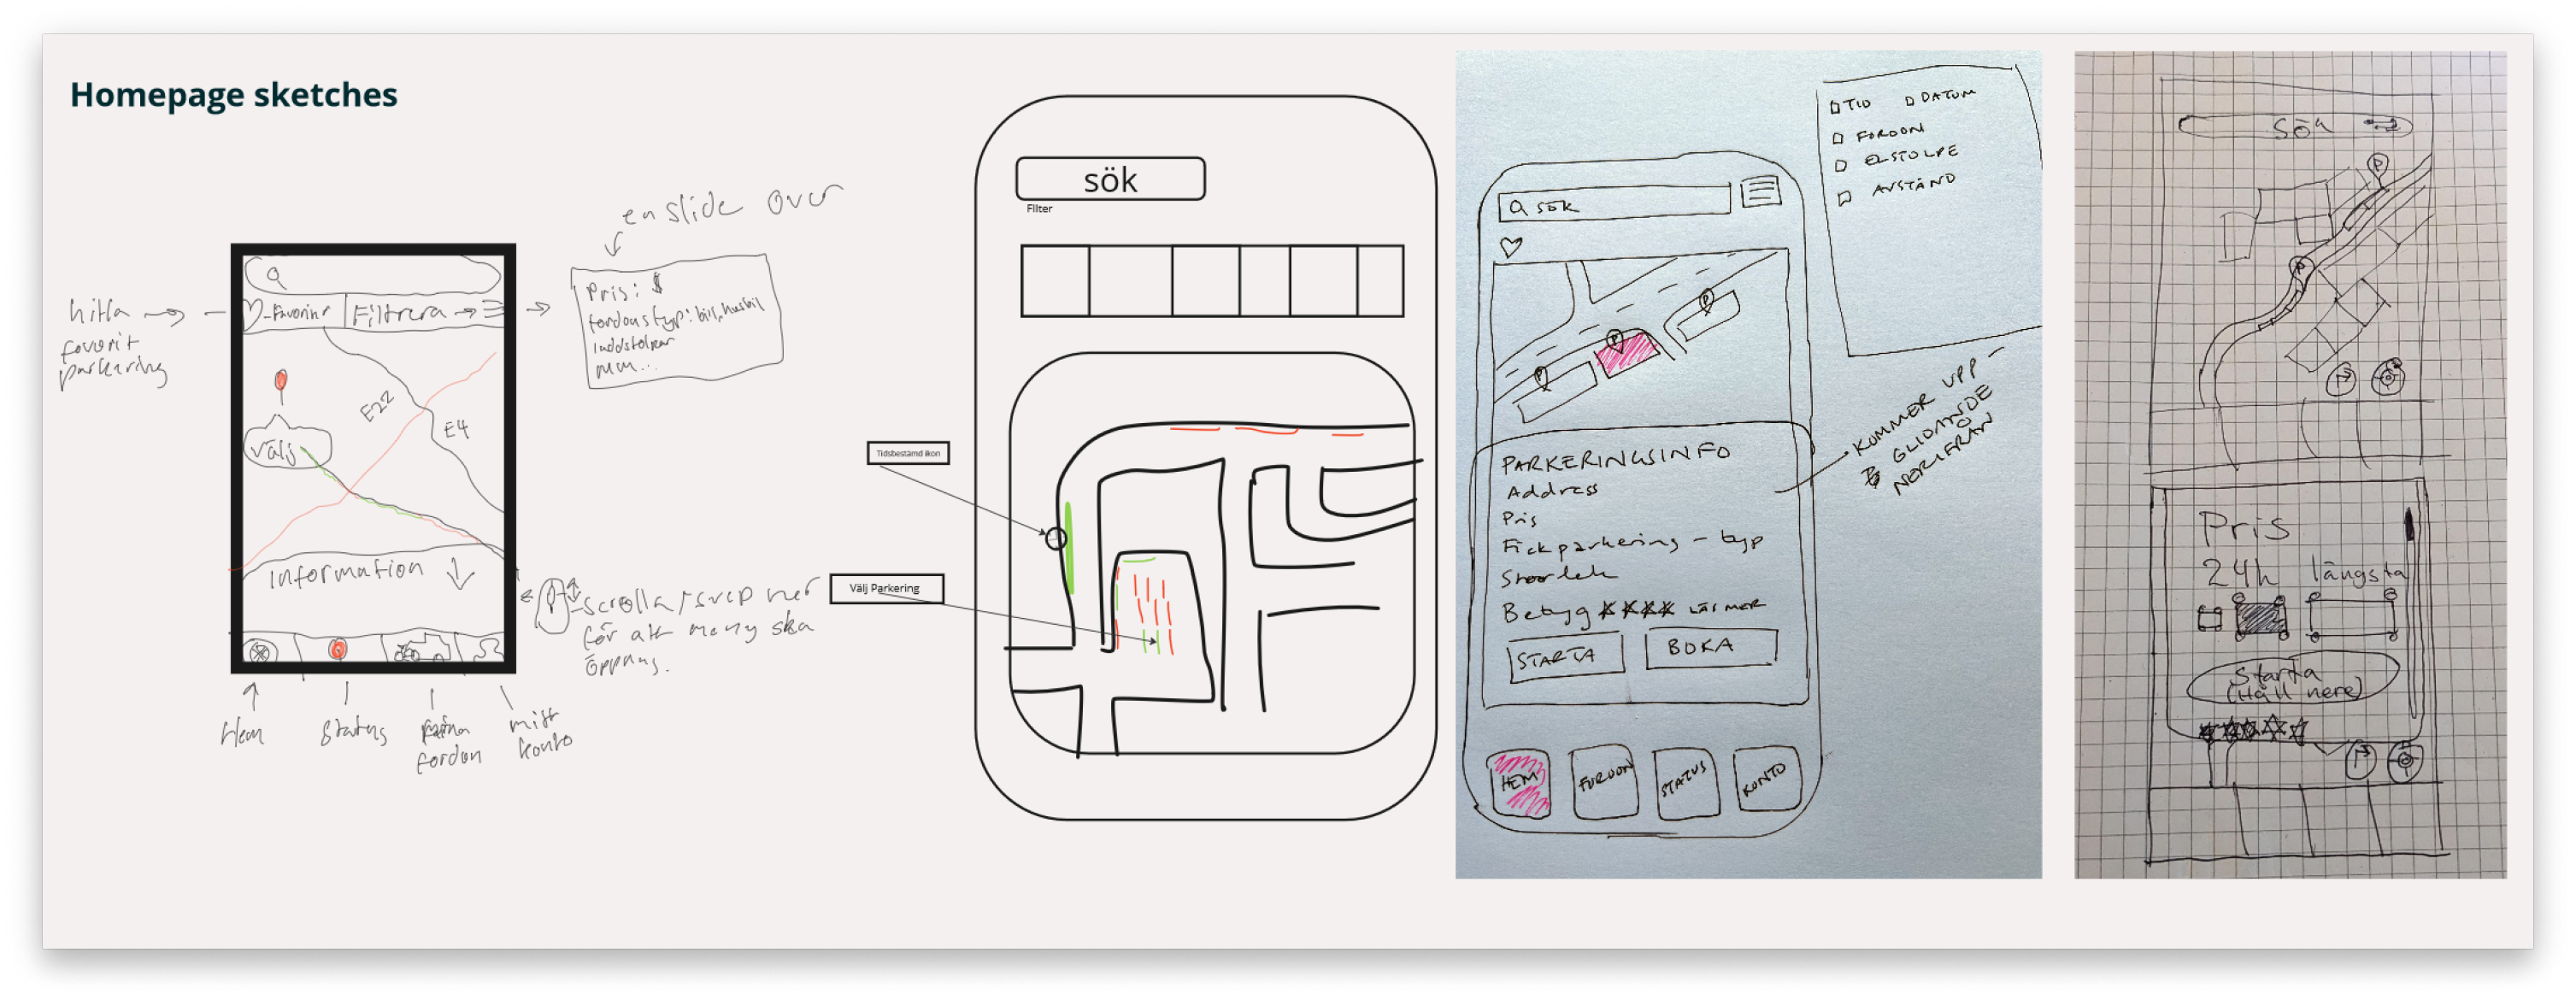 Homepage sketches
en slide over
hitta
favorit
parkering
Favoriter
Filtrera
Pris: $
fordonstyp: bil, husbil
laddstolpar
mm...
E22
E4
Välj
Information
scrolla / svep ner
för att meny ska
öppnas.
Hem
Status
fordon
mitt
konto
sök
Filter
Tidsbestämd ikon
Välj Parkering
TID
DATUM
FORDON
ELSTOLPE
AVSTÅND
SÖK
P
P
P
KOMMER UPP
GLIDANDE
NERIFRÅN
PARKERINGSINFO
Address
Pris
Fickparkering - typ
Storlek
Betyg LÄS MER
STARTA
BOKA
HEM
FORDON
STATUS
KONTO
Sök
P
P
Pris
24h längsta
Starta
(Håll nere)